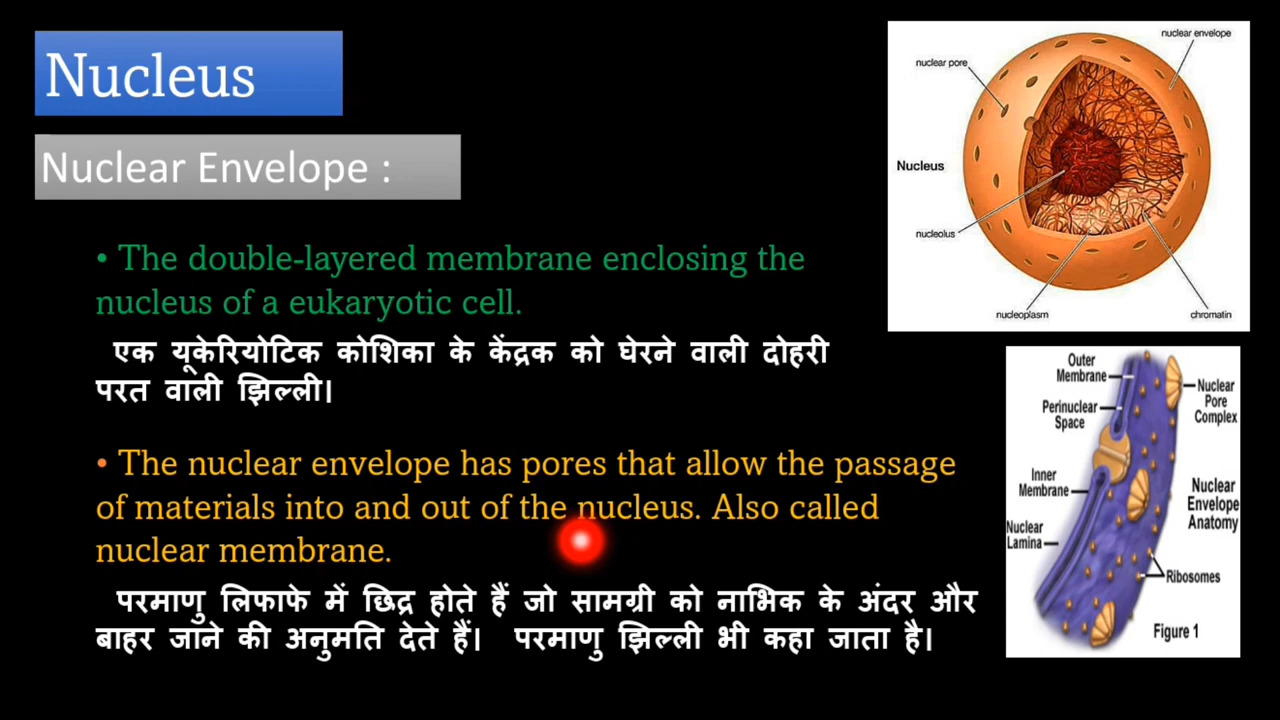 Nucleus
Nuclear Envelope :
• The double-layered membrane enclosing the
nucleus of a eukaryotic cell.
एक यूकेरियोटिक कोशिका के केंद्रक को घेरने वाली दोहरी
परत वाली झिल्ली।
• The nuclear envelope has pores that allow the passage
of materials into and out of the nucleus. Also called
nuclear membrane.
परमाणु लिफाफे में छिद्र होते हैं जो सामग्री को नाभिक के अंदर और
बाहर जाने की अनुमति देते हैं। परमाणु झिल्ली भी कहा जाता है।
nuclear envelope
nuclear pore
Nucleus
nucleolus
nucleoplasm
chromatin
Outer
Membrane
Perinuclear
Space
Inner
Membrane
Nuclear
Lamina
Nuclear
Pore
Complex
Nuclear
Envelope
Anatomy
Ribosomes
Figure 1